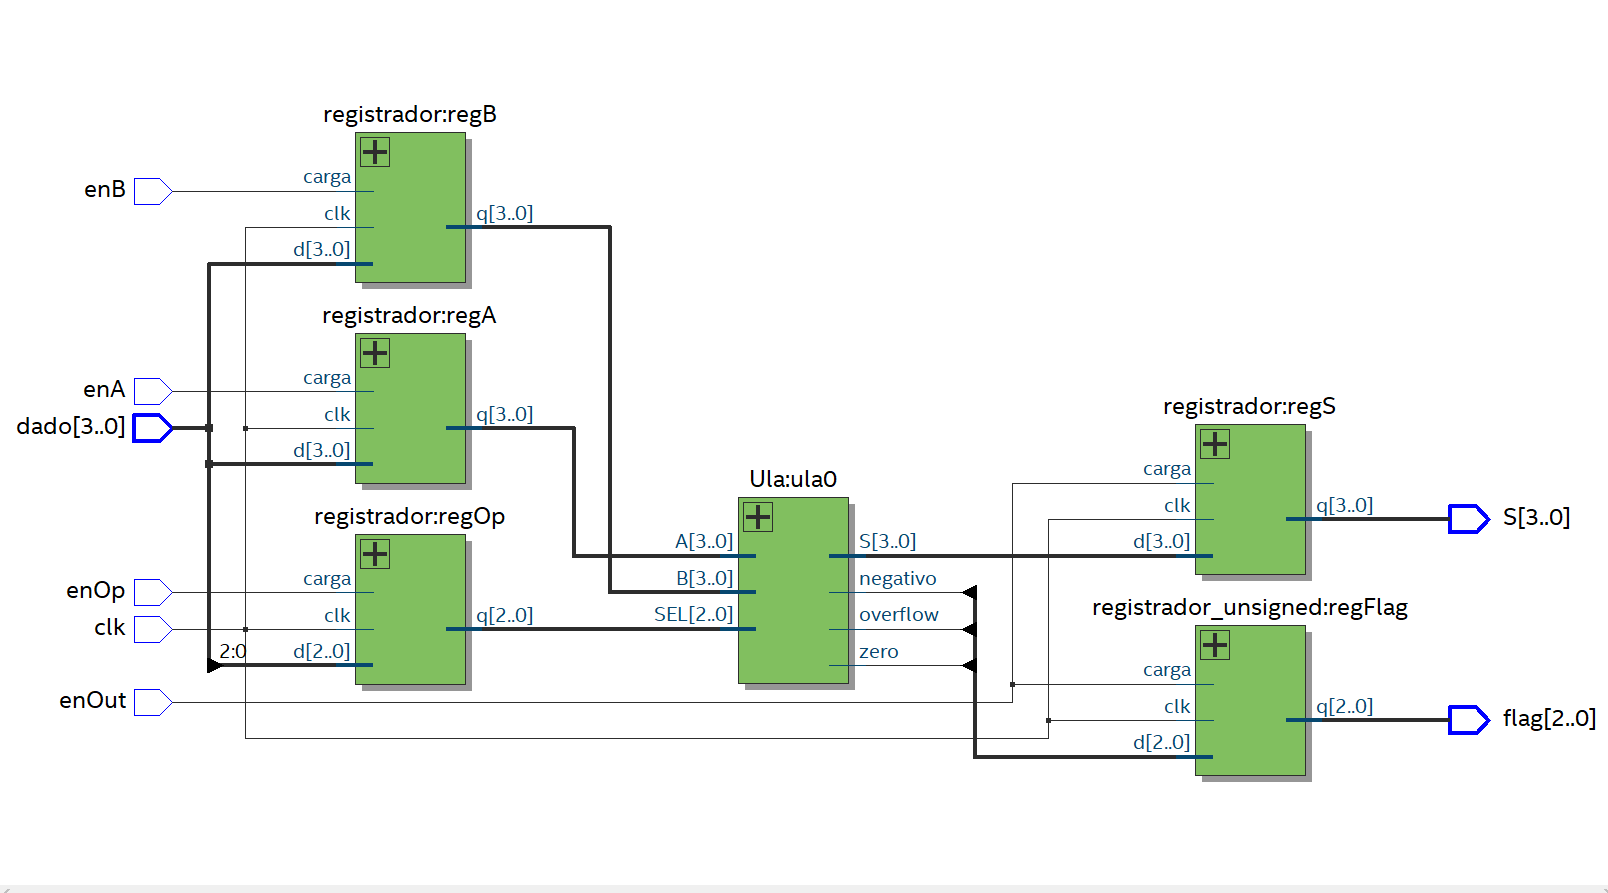 registrador:regB
carga
enB
clk
q[3..0]
d[3..0]
registrador:regA
carga
enA
clk
q[3..0]
dado[3..0]
d[3..0]
registrador:regOp
carga
enOp
clk
q[2..0]
clk
2:0
d[2..0]
enOut
Ula:ula0
A[3..0]
S[3..0]
B[3..0]
negativo
SEL[2..0]
overflow
zero
registrador:regS
carga
clk
q[3..0]
S[3..0]
d[3..0]
registrador_unsigned:regFlag
carga
clk
q[2..0]
flag[2..0]
d[2..0]